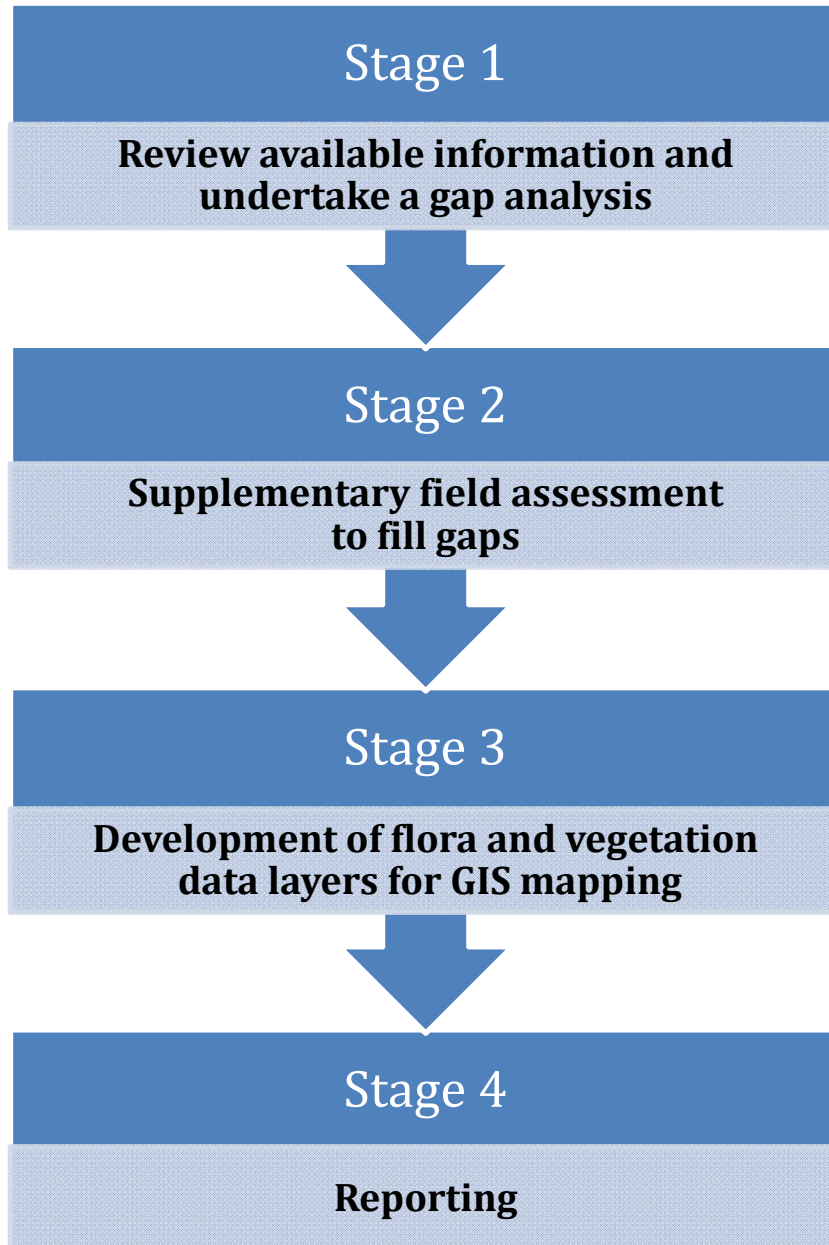 Stage 1
Review available information and
undertake a gap analysis
Stage 2
Supplementary field assessment
to fill gaps
Stage 3
Development of flora and vegetation
data layers for GIS mapping
Stage 4
Reporting